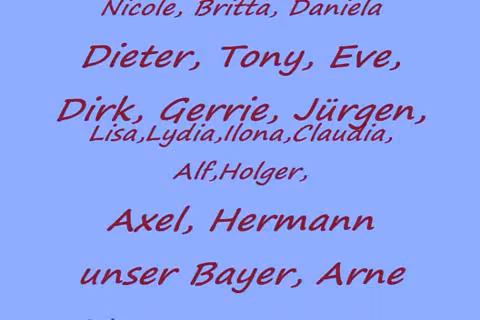 Nicole, Britta, Daniela
Dieter, Tony, Eve,
Dirk, Gerrie, Jürgen,
Lisa,Lydia,Ilona,Claudia,
Alf,Holger,
Axel, Hermann
unser Bayer, Arne